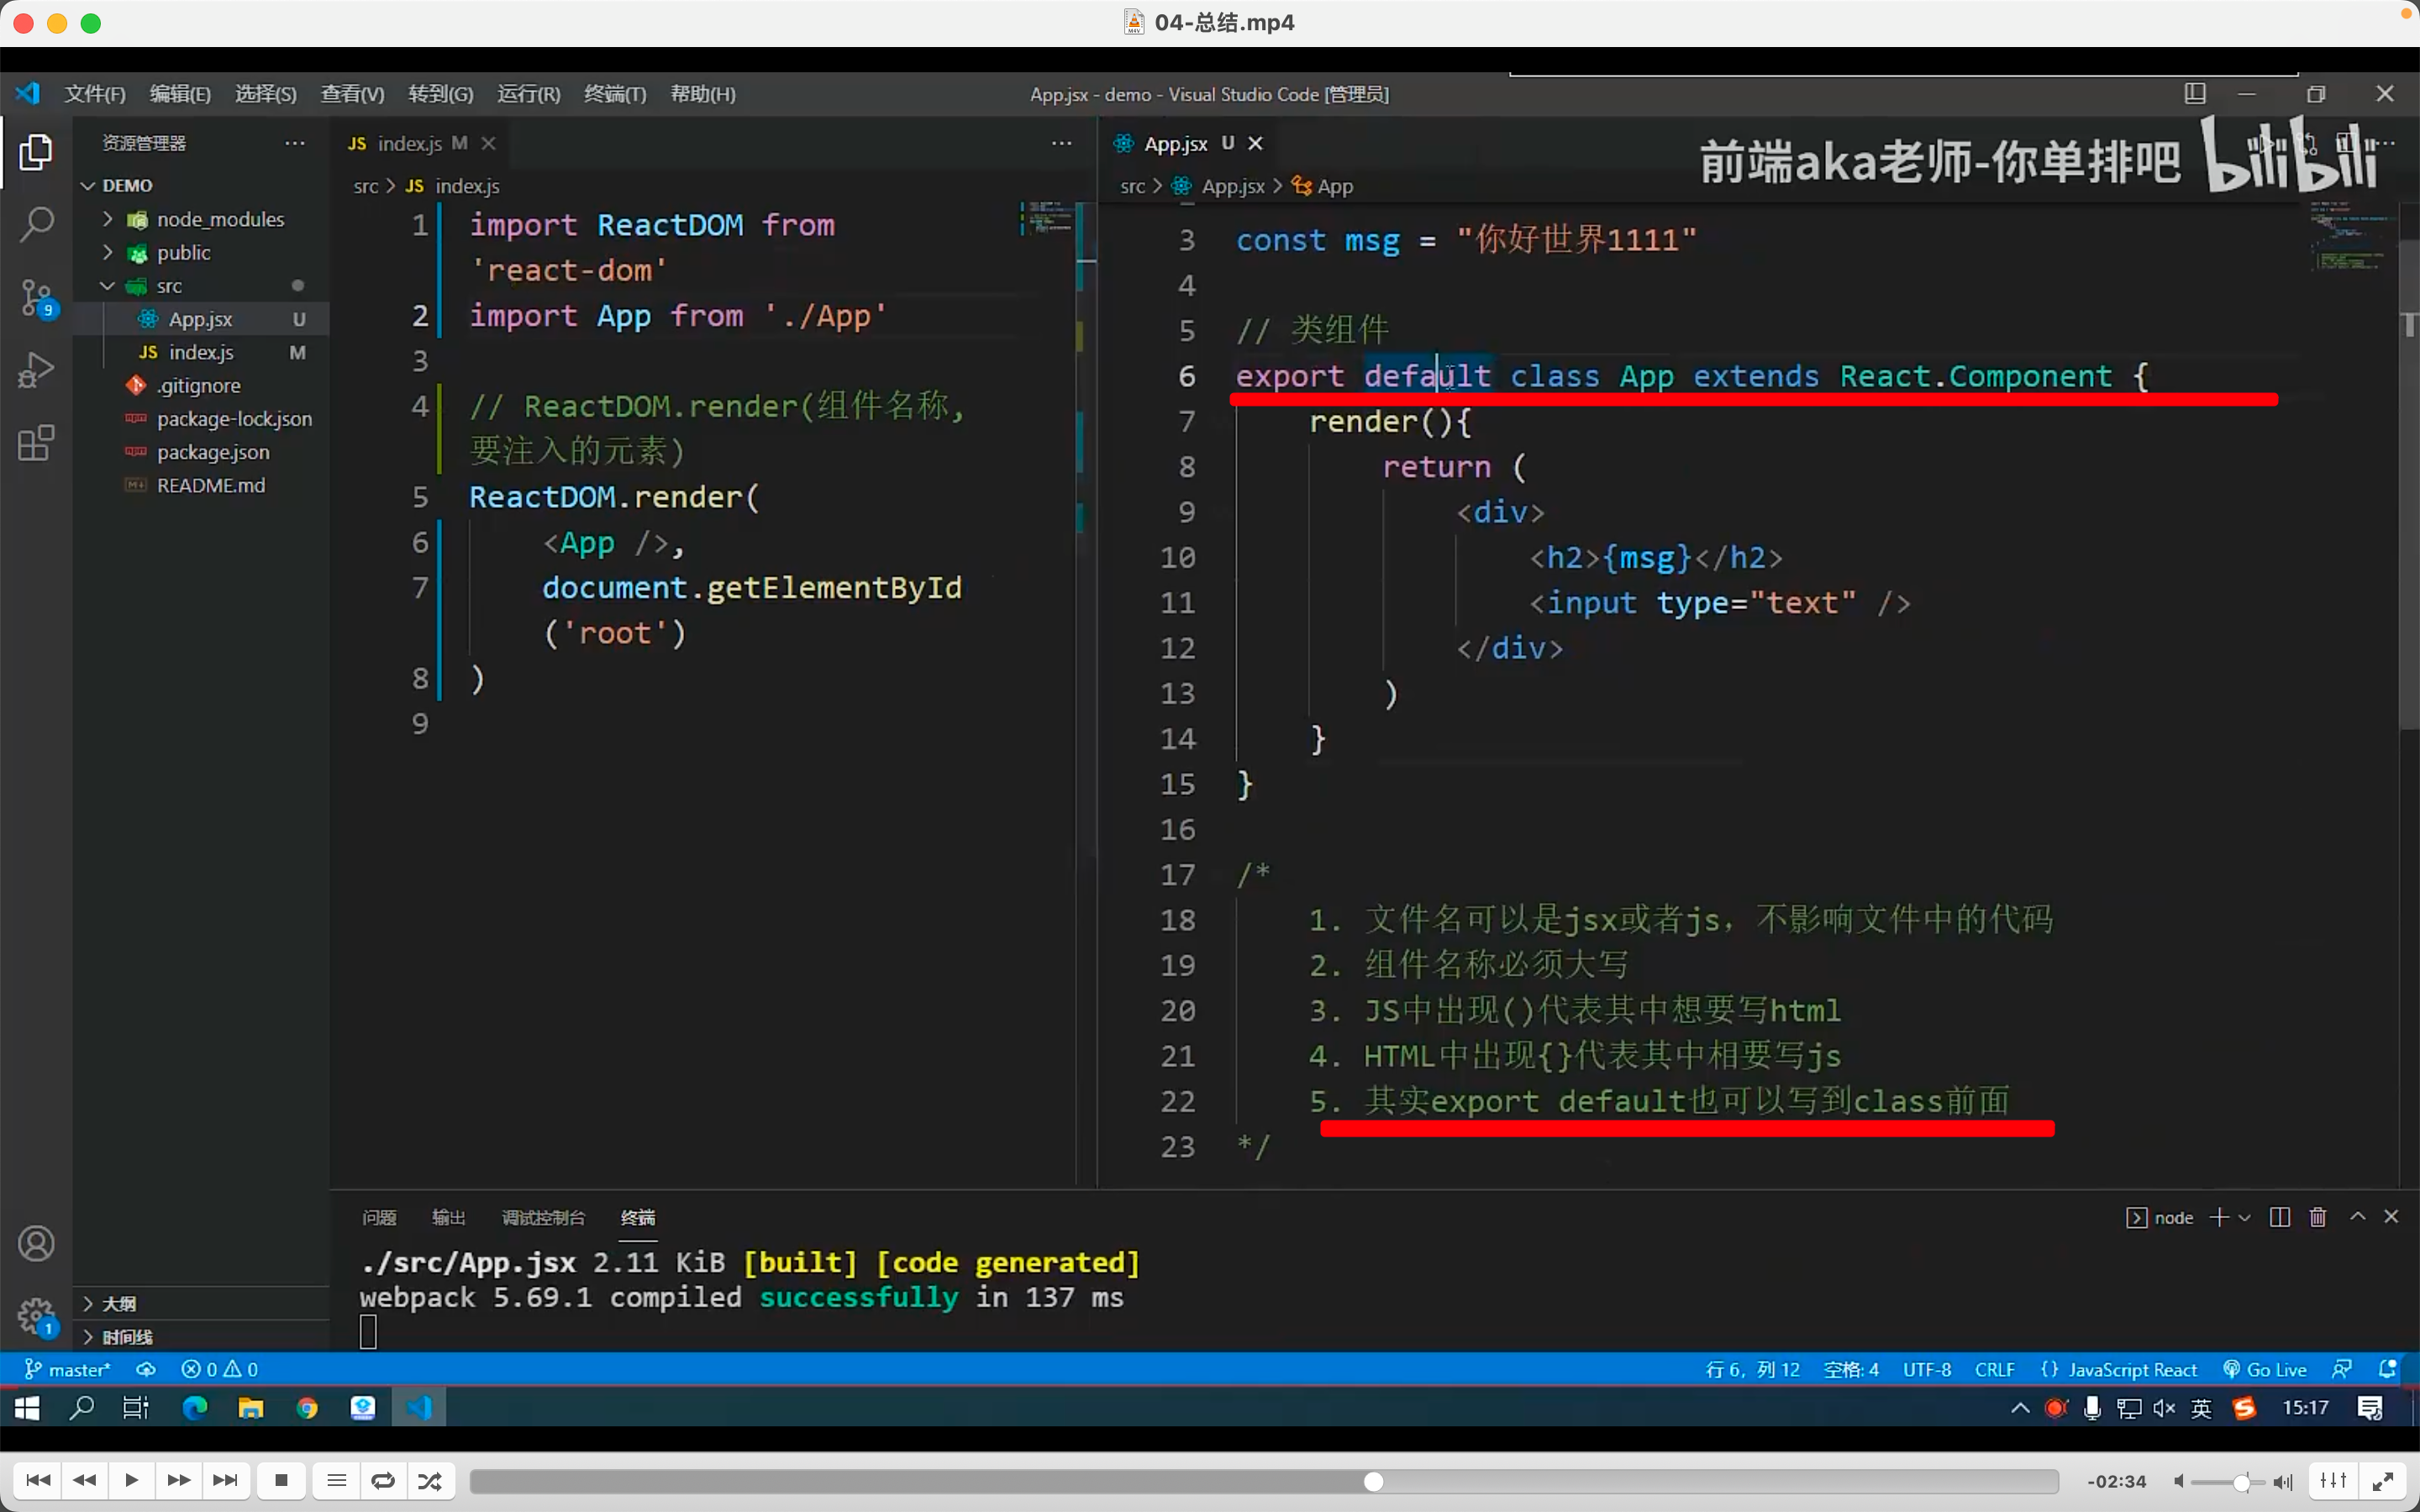 04-总结.mp4
文件(F) 编辑(E) 选择(S) 查看(V) 转到(G) 运行(R) 终端(T) 帮助(H)
App.jsx - demo - Visual Studio Code [管理员]
前端aka老师-你单排吧 bilibili
资源管理器
DEMO
node_modules
public
src
App.jsx U
index.js M
.gitignore
package-lock.json
package.json
README.md
大纲
时间线
9
1
JS index.js M
src > JS index.js
1 import ReactDOM from
'react-dom'
2 import App from './App'
3
4 // ReactDOM.render(组件名称,
要注入的元素)
5 ReactDOM.render(
6 <App />,
7 document.getElementById
('root')
8 )
9
App.jsx U
src > App.jsx > App
3 const msg = "你好世界1111"
4
5 // 类组件
6 export default class App extends React.Component {
7 render(){
8 return (
9 <div>
10 <h2>{msg}</h2>
11 <input type="text" />
12 </div>
13 )
14 }
15 }
16
17 /*
18 1. 文件名可以是jsx或者js，不影响文件中的代码
19 2. 组件名称必须大写
20 3. JS中出现()代表其中想要写html
21 4. HTML中出现{}代表其中相要写js
22 5. 其实export default也可以写到class前面
23 */
问题 输出 调试控制台 终端
node
./src/App.jsx 2.11 KiB [built] [code generated]
webpack 5.69.1 compiled successfully in 137 ms
master* 0 0
行 6，列 12 空格: 4 UTF-8 CRLF {} JavaScript React Go Live
英 15:17
-02:34